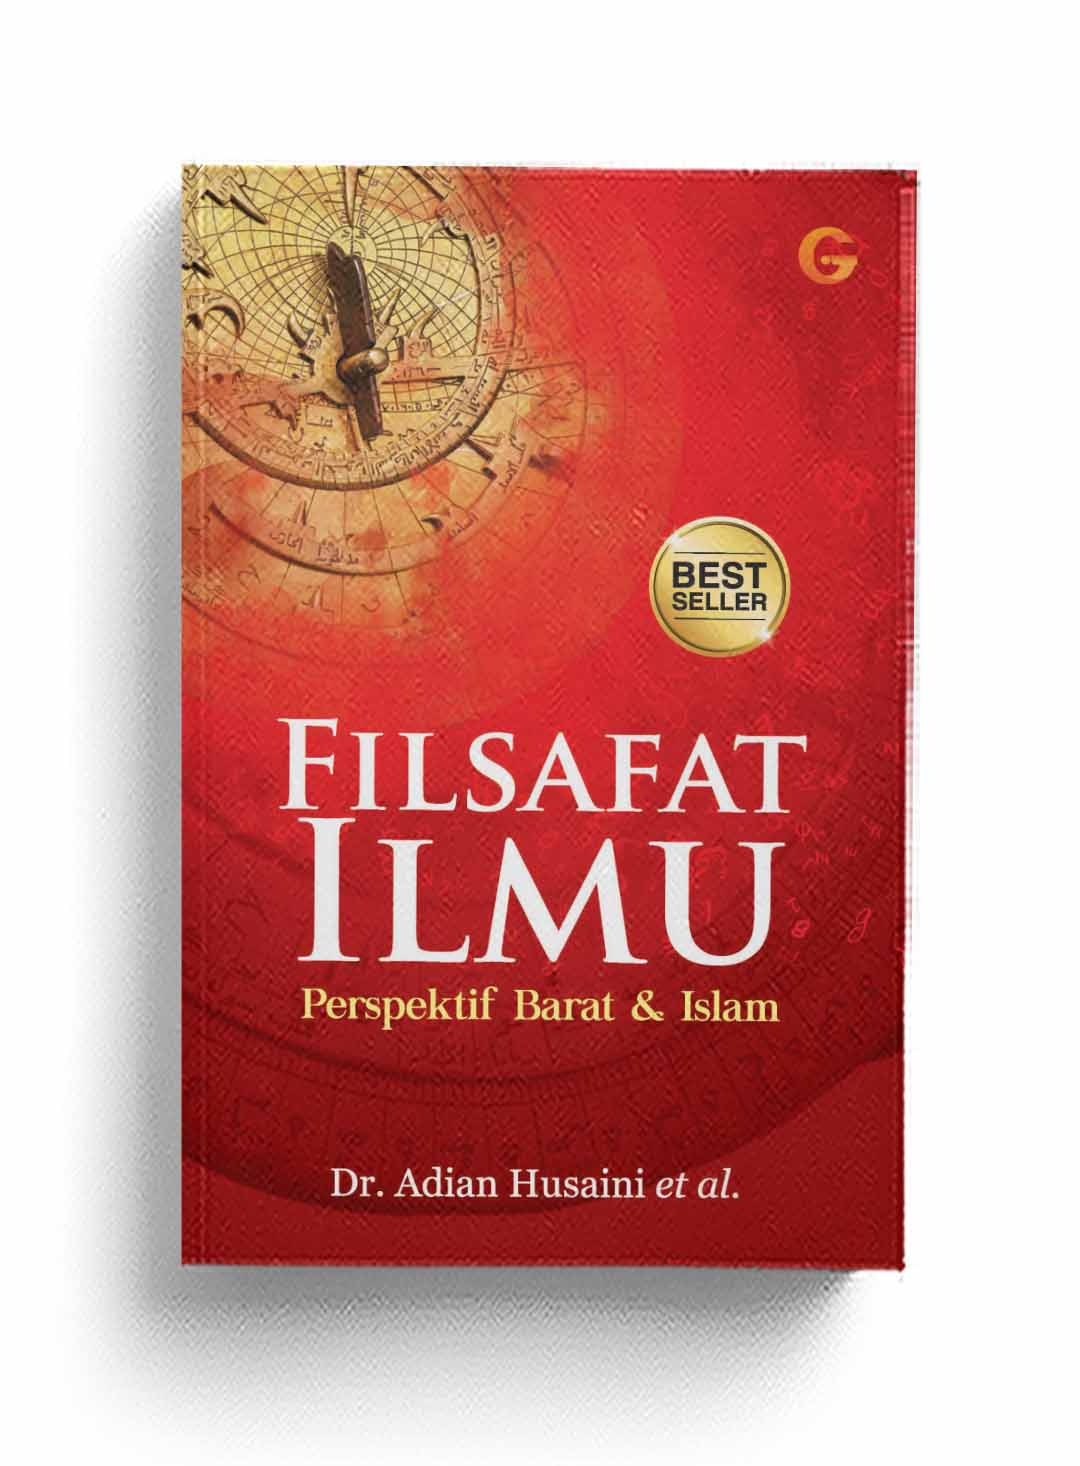 G
BEST
SELLER
FILSAFAT
ILMU
Perspektif Barat & Islam
Dr. Adian Husaini et al.